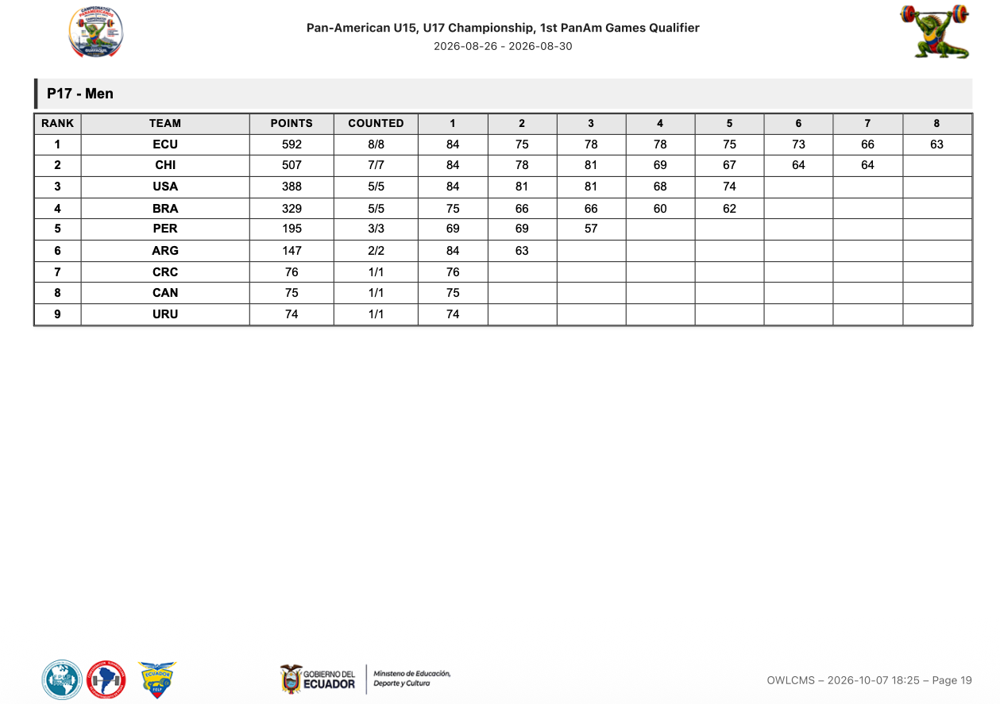 CAMPEONATOS
PANAMERICANOS
GUAYAQUIL
Pan-American U15, U17 Championship, 1st PanAm Games Qualifier
2026-08-26 - 2026-08-30
P17 - Men
RANK TEAM POINTS COUNTED 1 2 3 4 5 6 7 8
1 ECU 592 8/8 84 75 78 78 75 73 66 63
2 CHI 507 7/7 84 78 81 69 67 64 64
3 USA 388 5/5 84 81 81 68 74
4 BRA 329 5/5 75 66 66 60 62
5 PER 195 3/3 69 69 57
6 ARG 147 2/2 84 63
7 CRC 76 1/1 76
8 CAN 75 1/1 75
9 URU 74 1/1 74
ECUADOR
GOBIERNO DEL
ECUADOR
Ministerio de Educación,
Deporte y Cultura
OWLCMS – 2026-10-07 18:25 – Page 19